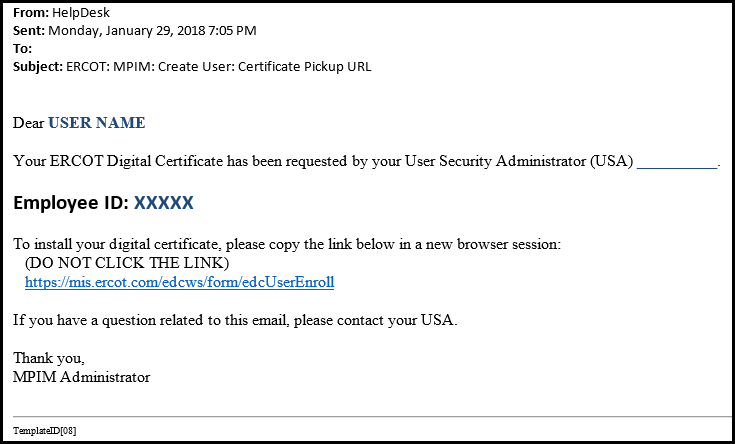 From: HelpDesk
Sent: Monday, January 29, 2018 7:05 PM
To:
Subject: ERCOT: MPIM: Create User: Certificate Pickup URL
Dear USER NAME
Your ERCOT Digital Certificate has been requested by your User Security Administrator (USA) __________.
Employee ID: XXXXX
To install your digital certificate, please copy the link below in a new browser session:
(DO NOT CLICK THE LINK)
https://mis.ercot.com/edcws/form/edcUserEnroll
If you have a question related to this email, please contact your USA.
Thank you,
MPIM Administrator
TemplateID[08]